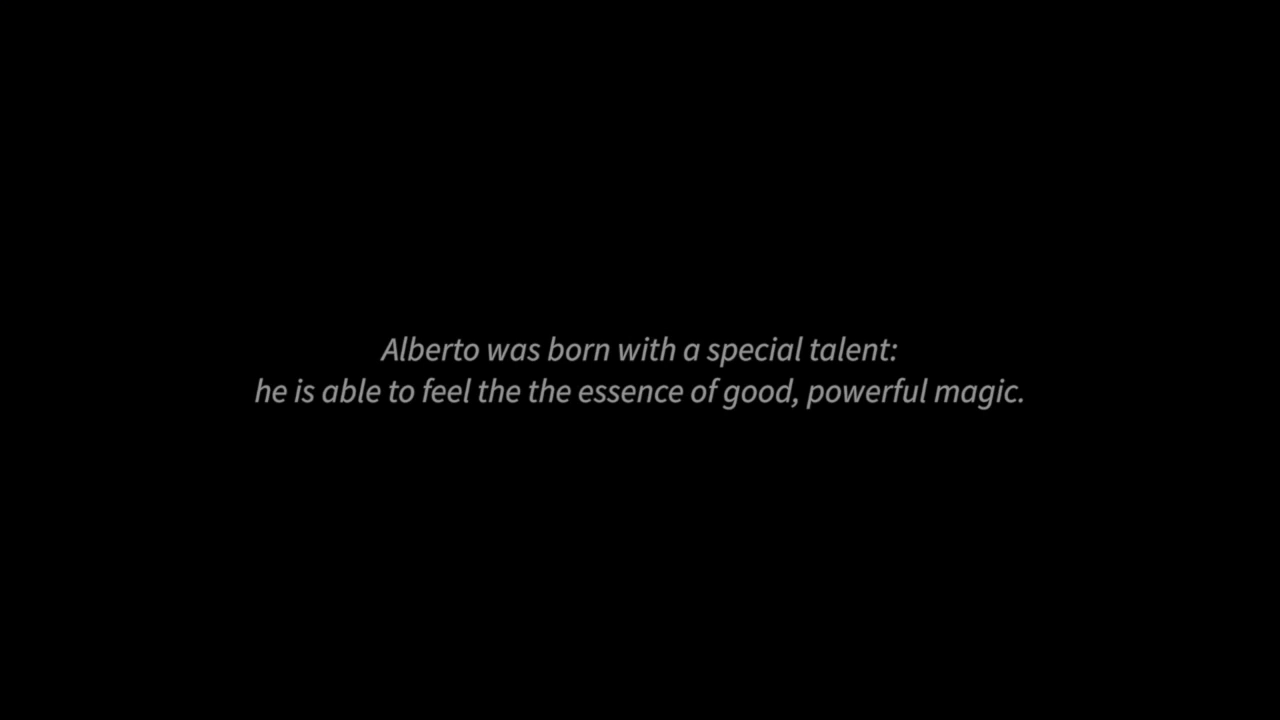 Alberto was born with a special talent:
he is able to feel the the essence of good, powerful magic.